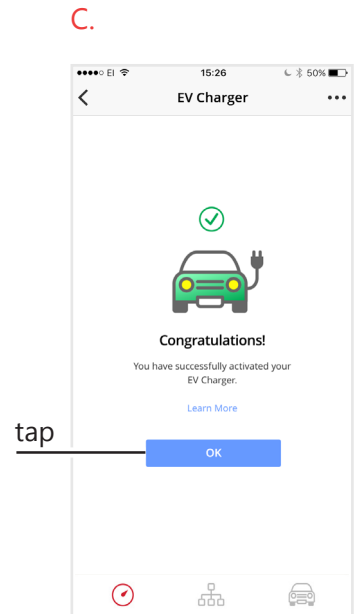 C.
●●●●○ EI 15:26 50%
EV Charger
Congratulations!
You have successfully activated your
EV Charger.
Learn More
tap
OK